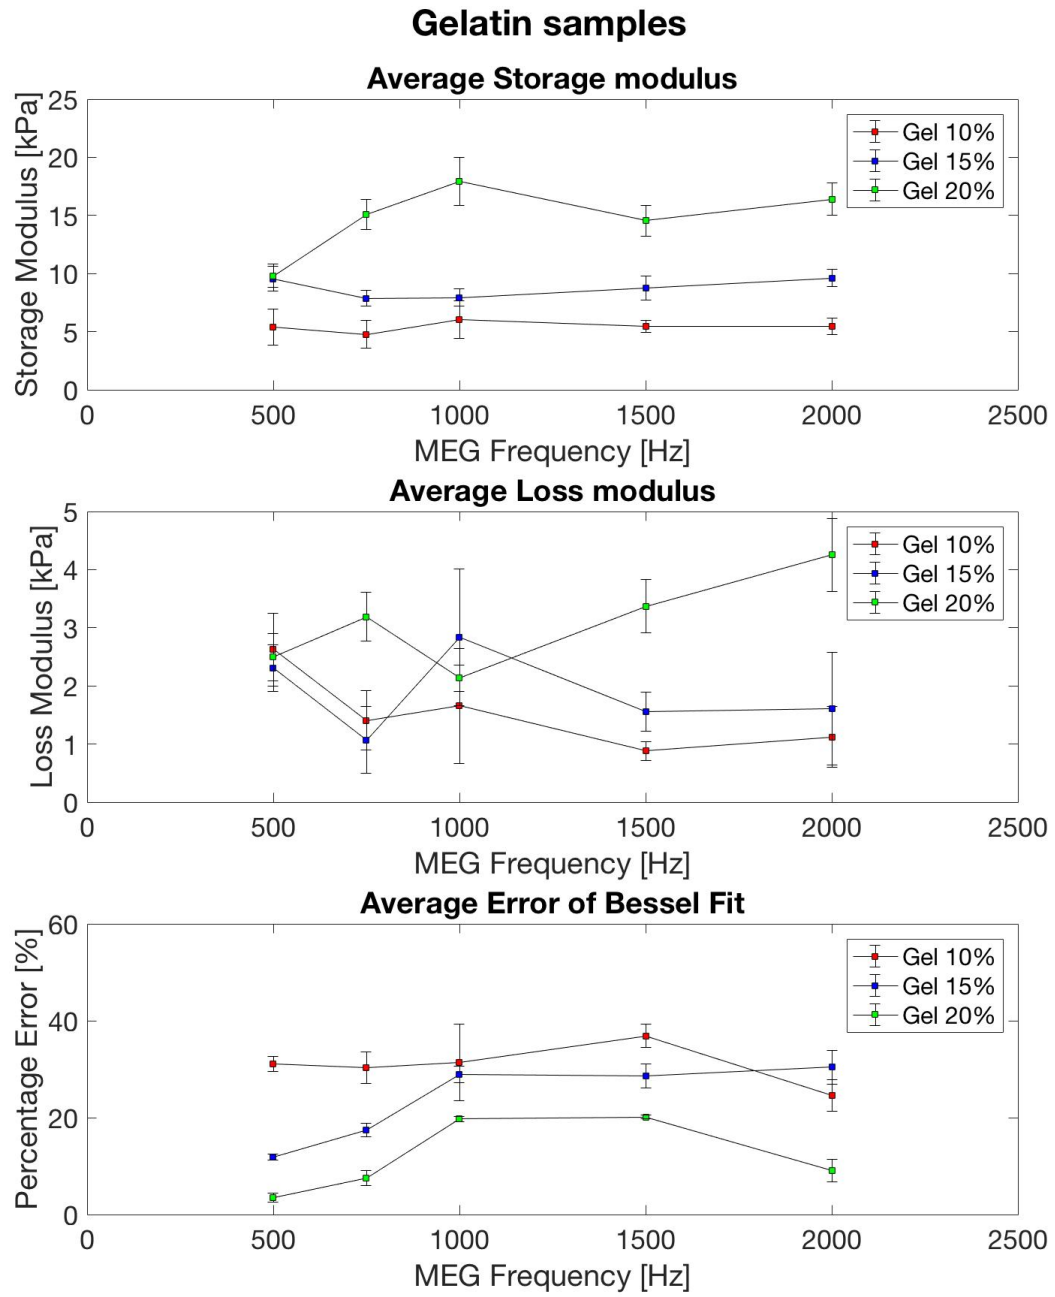 Gelatin samples
Average Storage modulus
Storage Modulus [kPa]
25
20
15
10
5
0
0 500 1000 1500 2000 2500
MEG Frequency [Hz]
Gel 10%
Gel 15%
Gel 20%
Average Loss modulus
Loss Modulus [kPa]
5
4
3
2
1
0
0 500 1000 1500 2000 2500
MEG Frequency [Hz]
Gel 10%
Gel 15%
Gel 20%
Average Error of Bessel Fit
Percentage Error [%]
60
40
20
0
0 500 1000 1500 2000 2500
MEG Frequency [Hz]
Gel 10%
Gel 15%
Gel 20%